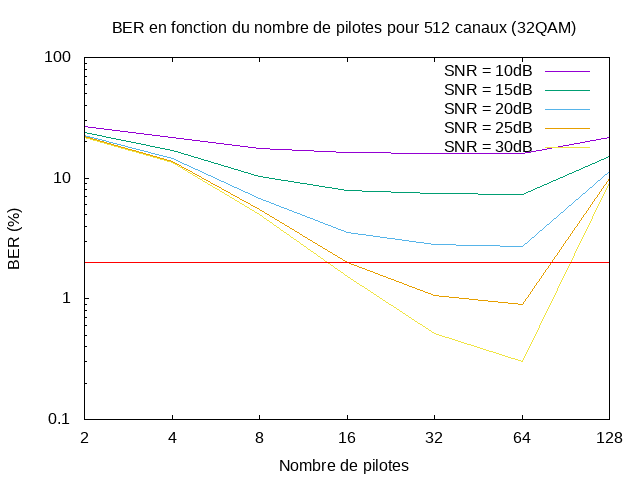 BER en fonction du nombre de pilotes pour 512 canaux (32QAM)
100
10
1
0.1
BER (%)
SNR = 10dB
SNR = 15dB
SNR = 20dB
SNR = 25dB
SNR = 30dB
2 4 8 16 32 64 128
Nombre de pilotes